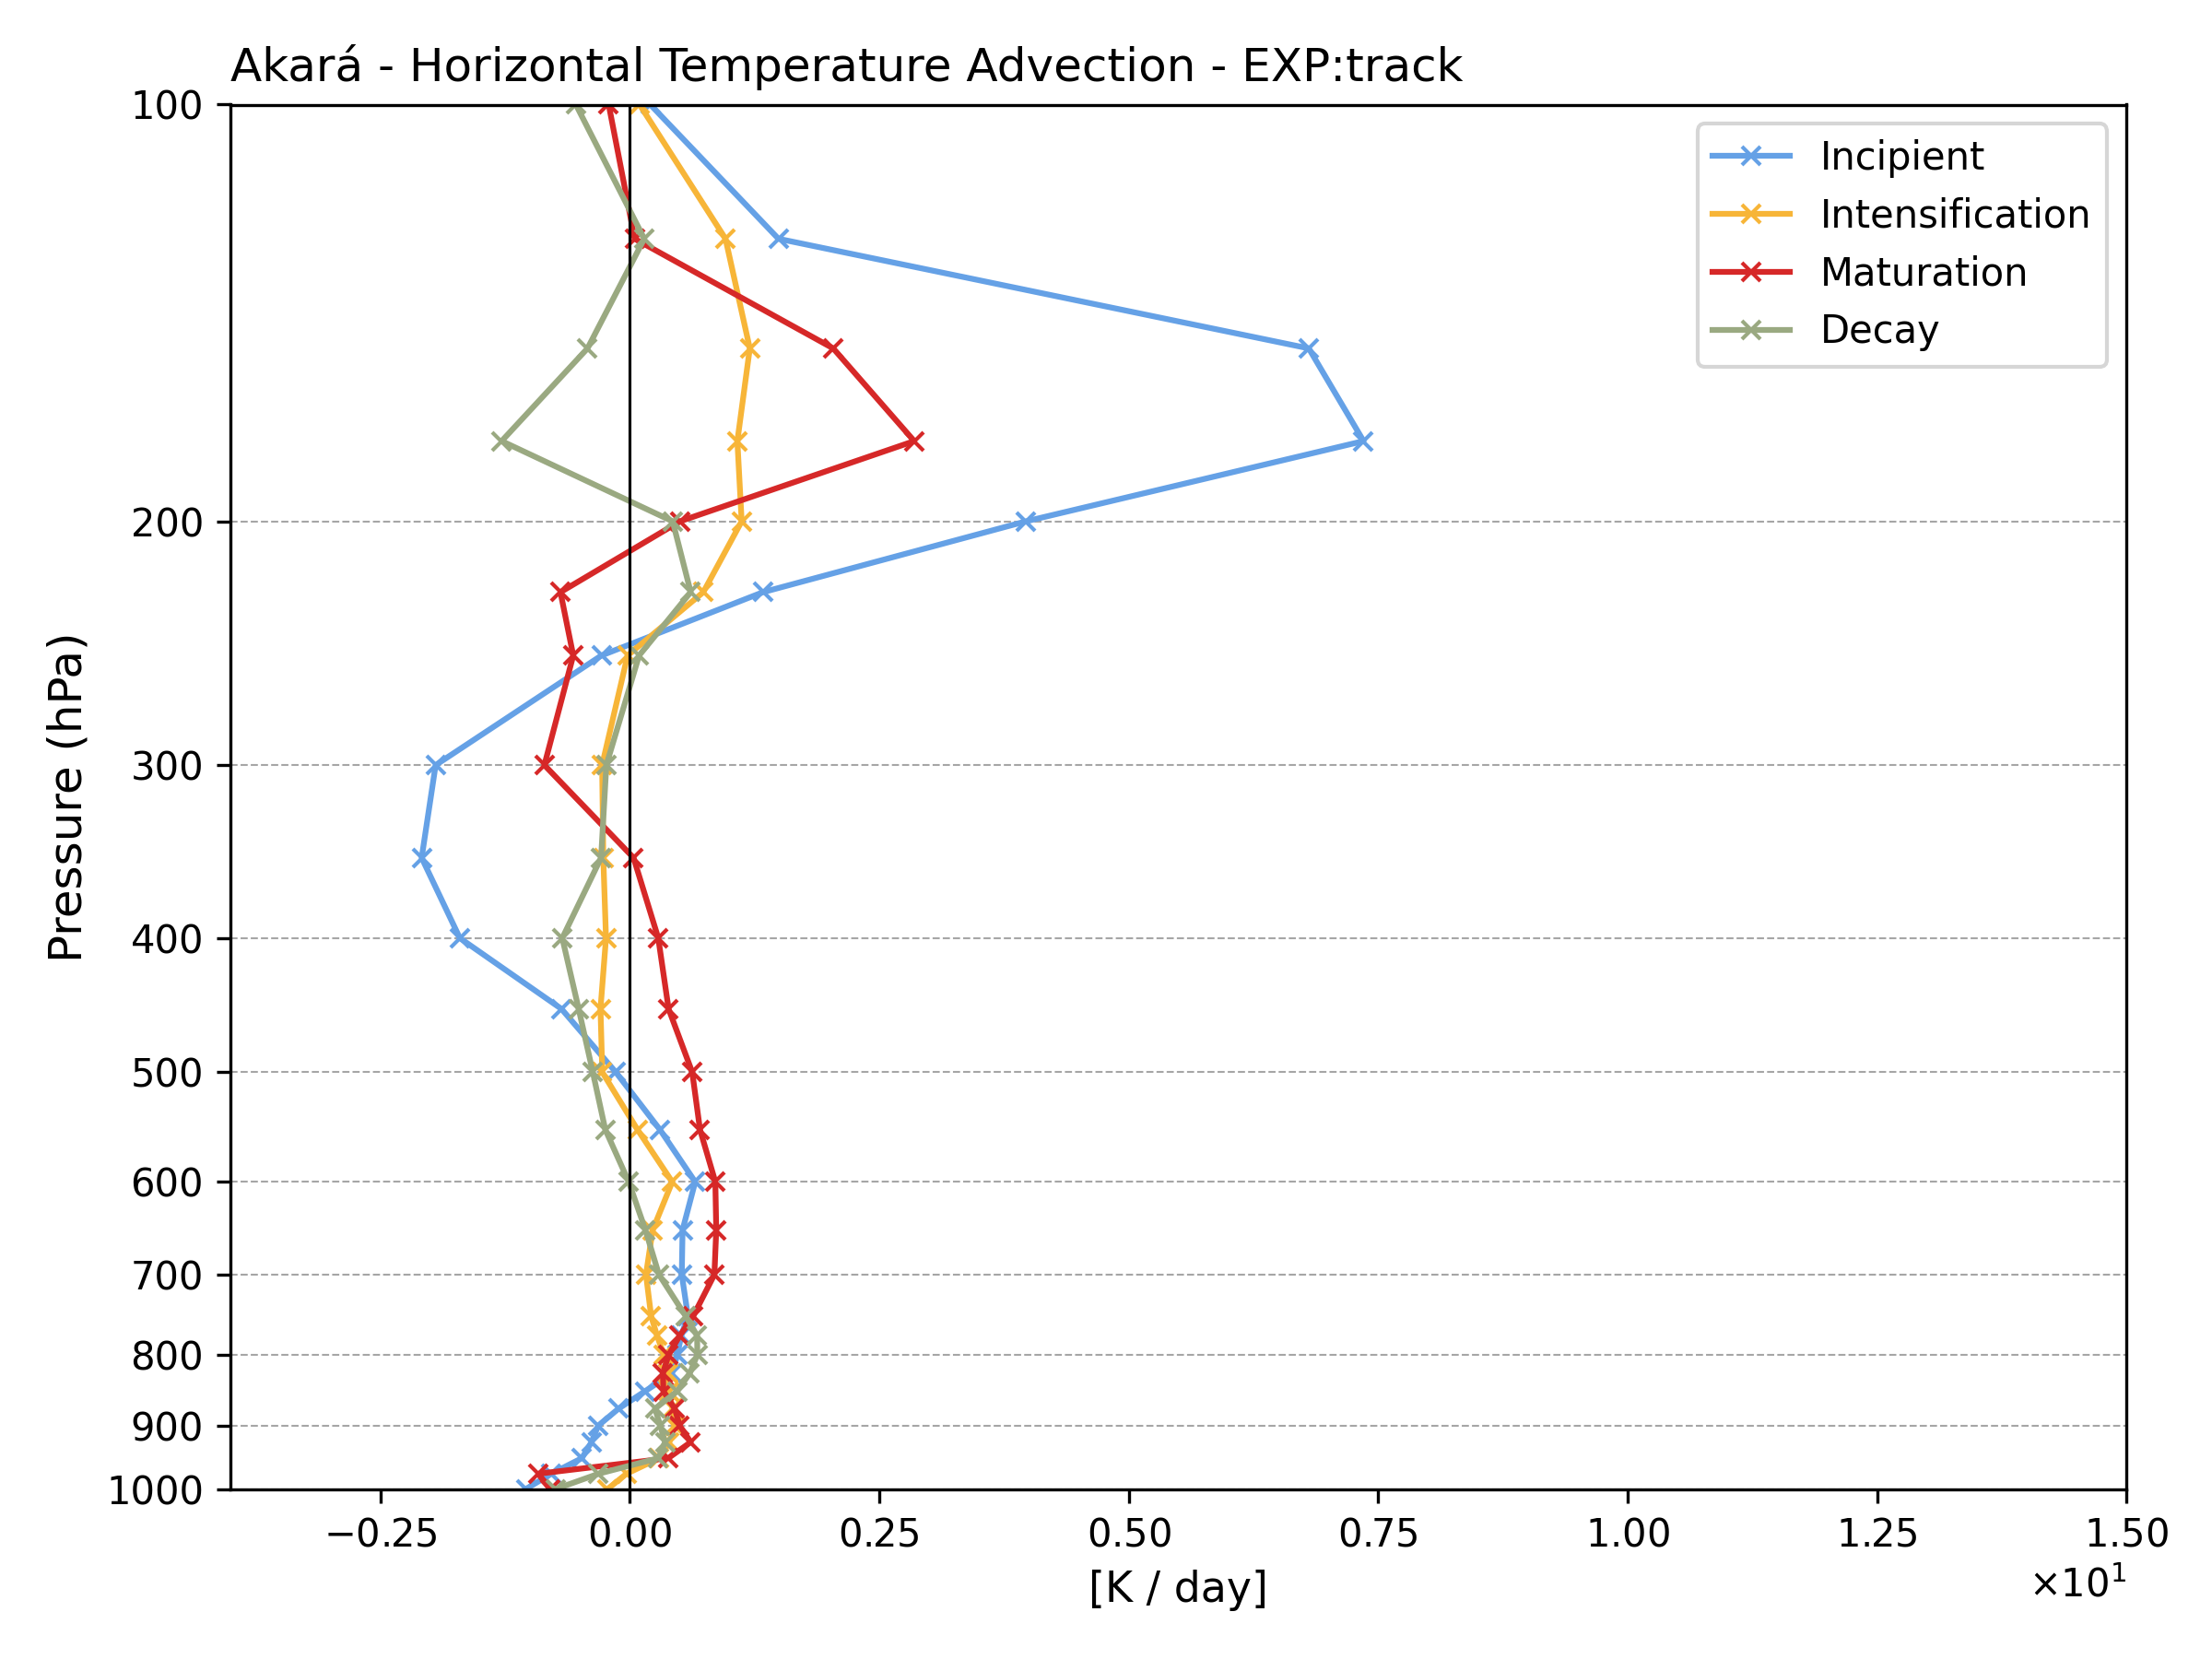 Akará - Horizontal Temperature Advection - EXP:track
Incipient
Intensification
Maturation
Decay
Pressure (hPa)
100
200
300
400
500
600
700
800
900
1000
−0.25 0.00 0.25 0.50 0.75 1.00 1.25 1.50
×10¹
[K / day]